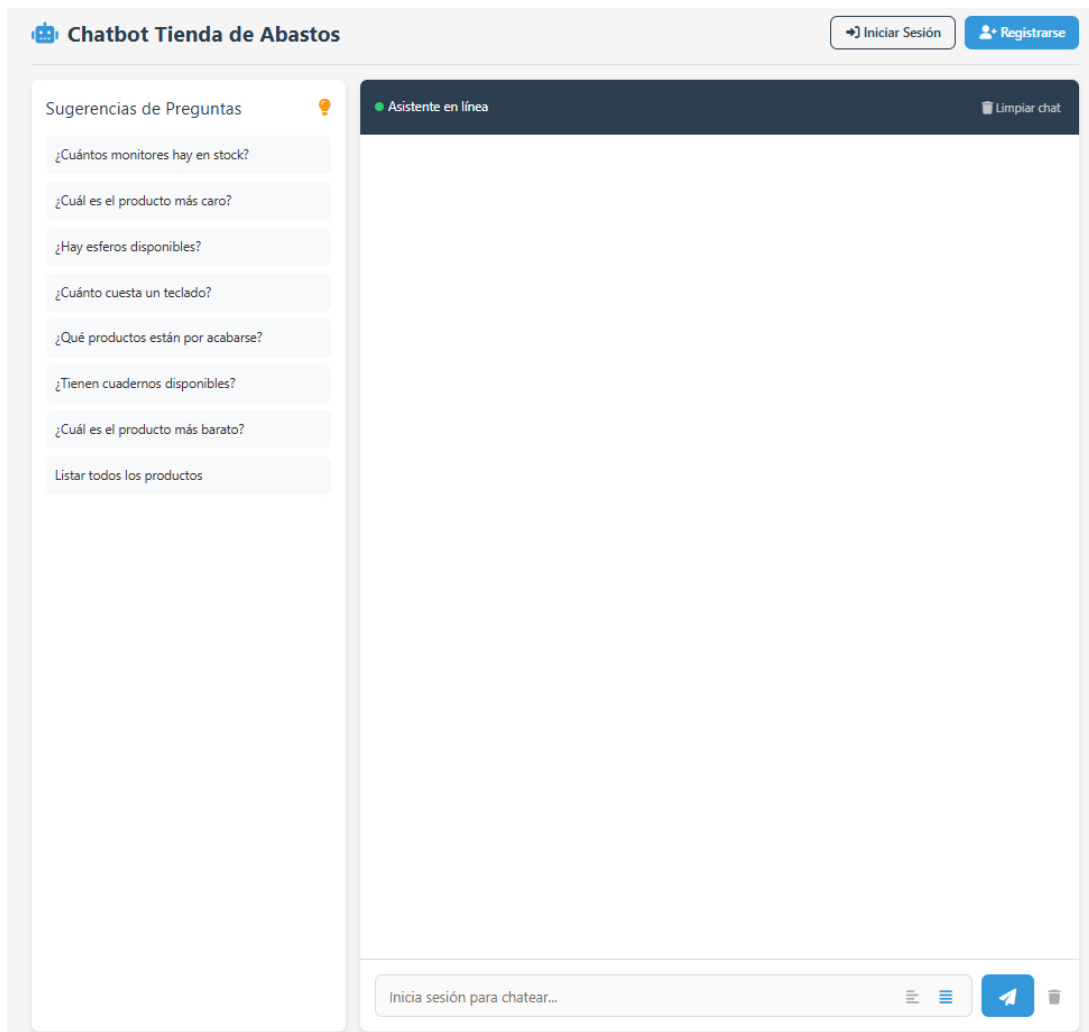 Chatbot Tienda de Abastos
Iniciar Sesión
Registrarse
Sugerencias de Preguntas
¿Cuántos monitores hay en stock?
¿Cuál es el producto más caro?
¿Hay esferos disponibles?
¿Cuánto cuesta un teclado?
¿Qué productos están por acabarse?
¿Tienen cuadernos disponibles?
¿Cuál es el producto más barato?
Listar todos los productos
Asistente en línea
Limpiar chat
Inicia sesión para chatear...